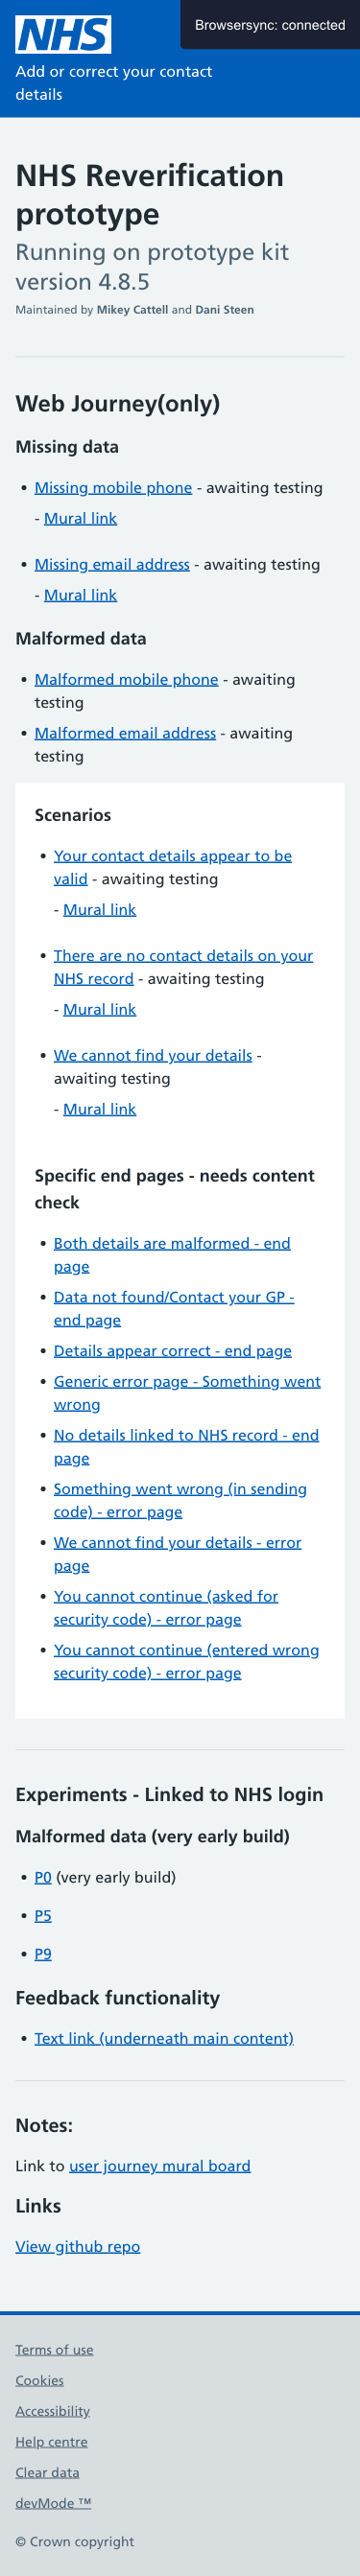 NHS
Browsersync: connected
Add or correct your contact
details
NHS Reverification
prototype
Running on prototype kit
version 4.8.5
Maintained by Mikey Cattell and Dani Steen
Web Journey(only)
Missing data
• Missing mobile phone - awaiting testing
- Mural link
• Missing email address - awaiting testing
- Mural link
Malformed data
• Malformed mobile phone - awaiting
testing
• Malformed email address - awaiting
testing
Scenarios
• Your contact details appear to be
valid - awaiting testing
- Mural link
• There are no contact details on your
NHS record - awaiting testing
- Mural link
• We cannot find your details -
awaiting testing
- Mural link
Specific end pages - needs content
check
• Both details are malformed - end
page
• Data not found/Contact your GP -
end page
• Details appear correct - end page
• Generic error page - Something went
wrong
• No details linked to NHS record - end
page
• Something went wrong (in sending
code) - error page
• We cannot find your details - error
page
• You cannot continue (asked for
security code) - error page
• You cannot continue (entered wrong
security code) - error page
Experiments - Linked to NHS login
Malformed data (very early build)
• P0 (very early build)
• P5
• P9
Feedback functionality
• Text link (underneath main content)
Notes:
Link to user journey mural board
Links
View github repo
Terms of use
Cookies
Accessibility
Help centre
Clear data
devMode ™
© Crown copyright